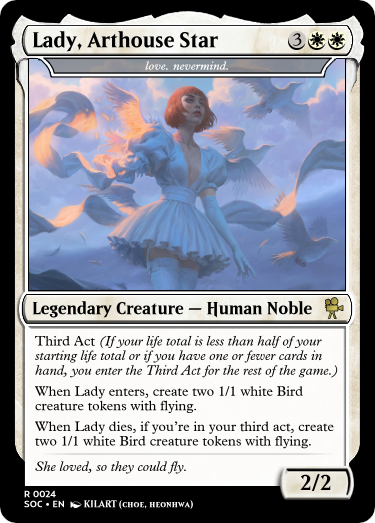 Lady, Arthouse Star 3
love. nevermind.
Legendary Creature — Human Noble
Third Act (If your life total is less than half of your
starting life total or if you have one or fewer cards in
hand, you enter the Third Act for the rest of the game.)
When Lady enters, create two 1/1 white Bird
creature tokens with flying.
When Lady dies, if you're in your third act, create
two 1/1 white Bird creature tokens with flying.
She loved, so they could fly.
2/2
R 0024
SOC • EN KILART (CHOE, HEONHWA)